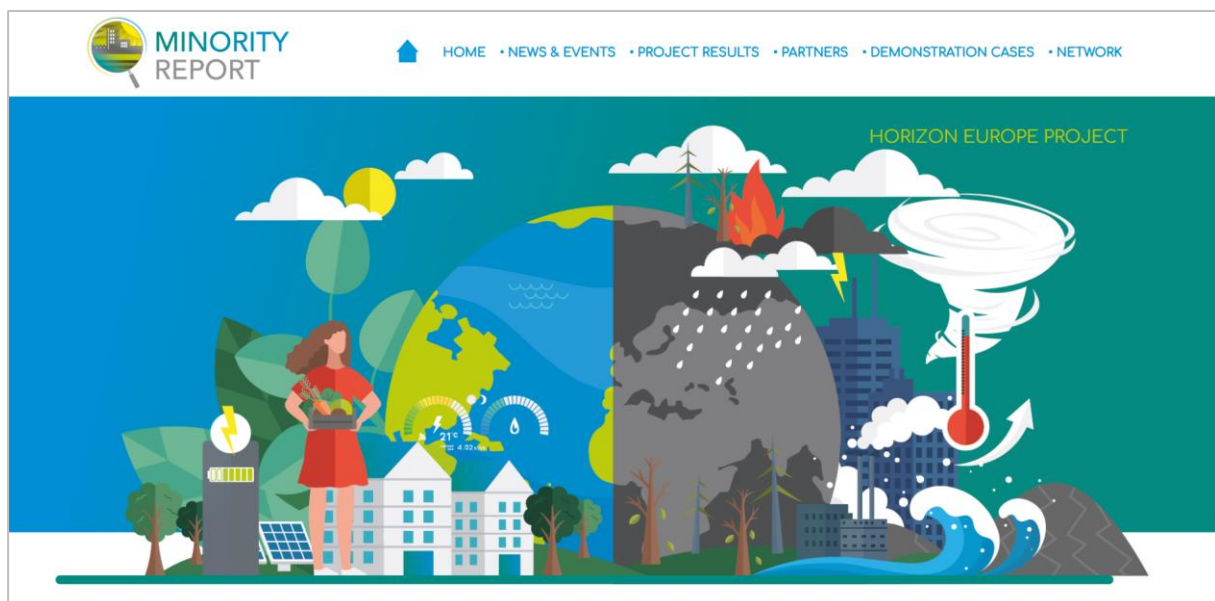 MINORITY
REPORT
HOME • NEWS & EVENTS • PROJECT RESULTS • PARTNERS • DEMONSTRATION CASES • NETWORK
HORIZON EUROPE PROJECT
21°C